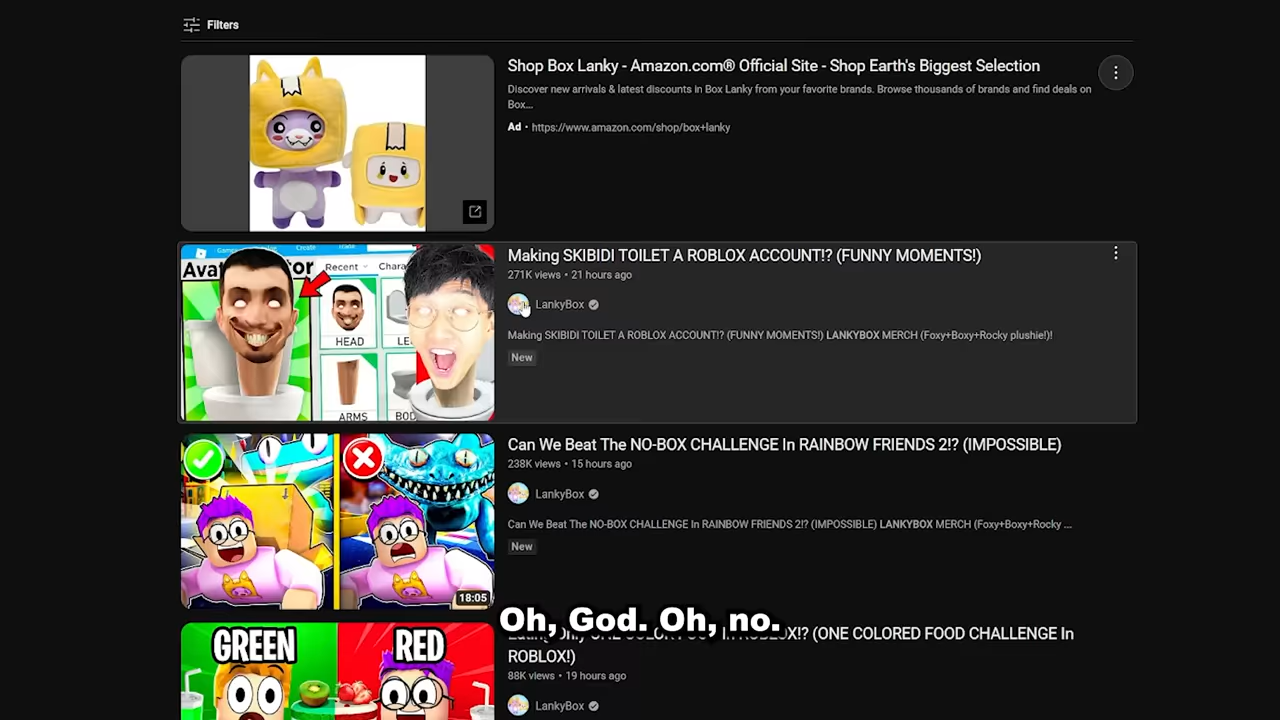 Filters
Shop Box Lanky - Amazon.com® Official Site - Shop Earth's Biggest Selection
Discover new arrivals & latest discounts in Box Lanky from your favorite brands. Browse thousands of brands and find deals on
Box...
Ad • https://www.amazon.com/shop/box+lanky
Recent
HEAD
ARMS
Making SKIBIDI TOILET A ROBLOX ACCOUNT!? (FUNNY MOMENTS!)
271K views • 21 hours ago
LankyBox
Making SKIBIDI TOILET A ROBLOX ACCOUNT!? (FUNNY MOMENTS!) LANKYBOX MERCH (Foxy+Boxy+Rocky plushie!)!
New
18:05
Can We Beat The NO-BOX CHALLENGE In RAINBOW FRIENDS 2!? (IMPOSSIBLE)
238K views • 15 hours ago
LankyBox
Can We Beat The NO-BOX CHALLENGE In RAINBOW FRIENDS 2!? (IMPOSSIBLE) LANKYBOX MERCH (Foxy+Boxy+Rocky ...
New
Oh, God. Oh, no.
GREEN RED
(ONE COLORED FOOD CHALLENGE In
ROBLOX!)
88K views • 19 hours ago
LankyBox